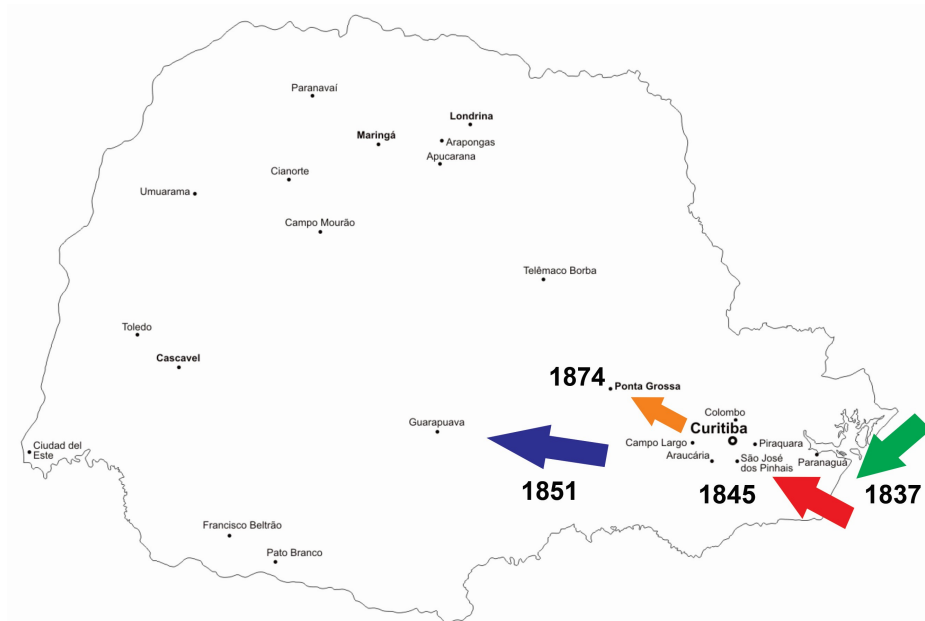 Paranavaí
Londrina
Maringá
Arapongas
Apucarana
Cianorte
Umuarama
Campo Mourão
Telêmaco Borba
Toledo
Cascavel
1874
Ponta Grossa
Colombo
Guarapuava
Curitiba
Campo Largo
Piraquara
Ciudad del
Este
Araucária
São José
dos Pinhais
Paranaguá
1851
1845
1837
Francisco Beltrão
Pato Branco